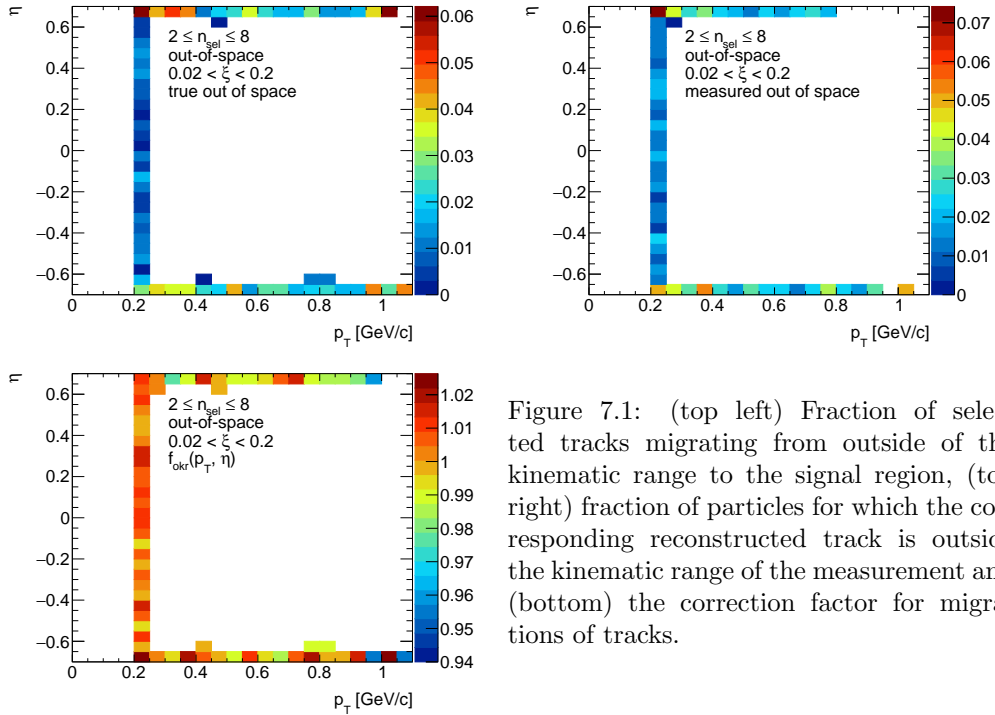 η
0.6
0.4
0.2
0
−0.2
−0.4
−0.6
2 ≤ n_sel ≤ 8
out-of-space
0.02 < ξ < 0.2
true out of space
0 0.2 0.4 0.6 0.8 1
p_T [GeV/c]
0.06
0.05
0.04
0.03
0.02
0.01
0
η
0.6
0.4
0.2
0
−0.2
−0.4
−0.6
2 ≤ n_sel ≤ 8
out-of-space
0.02 < ξ < 0.2
measured out of space
0 0.2 0.4 0.6 0.8 1
p_T [GeV/c]
0.07
0.06
0.05
0.04
0.03
0.02
0.01
0
η
0.6
0.4
0.2
0
−0.2
−0.4
−0.6
2 ≤ n_sel ≤ 8
out-of-space
0.02 < ξ < 0.2
f_okr(p_T, η)
0 0.2 0.4 0.6 0.8 1
p_T [GeV/c]
1.02
1.01
1
0.99
0.98
0.97
0.96
0.95
0.94
Figure 7.1: (top left) Fraction of selec
ted tracks migrating from outside of th
kinematic range to the signal region, (to
right) fraction of particles for which the co
responding reconstructed track is outsid
the kinematic range of the measurement an
(bottom) the correction factor for migra
tions of tracks.